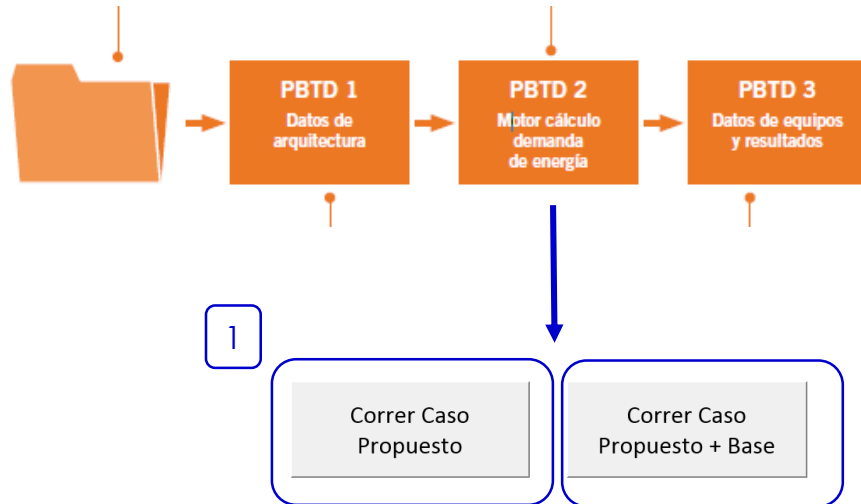 PBTD 1
Datos de
arquitectura
PBTD 2
Motor cálculo
demanda
de energía
PBTD 3
Datos de equipos
y resultados
1
Correr Caso
Propuesto
Correr Caso
Propuesto + Base